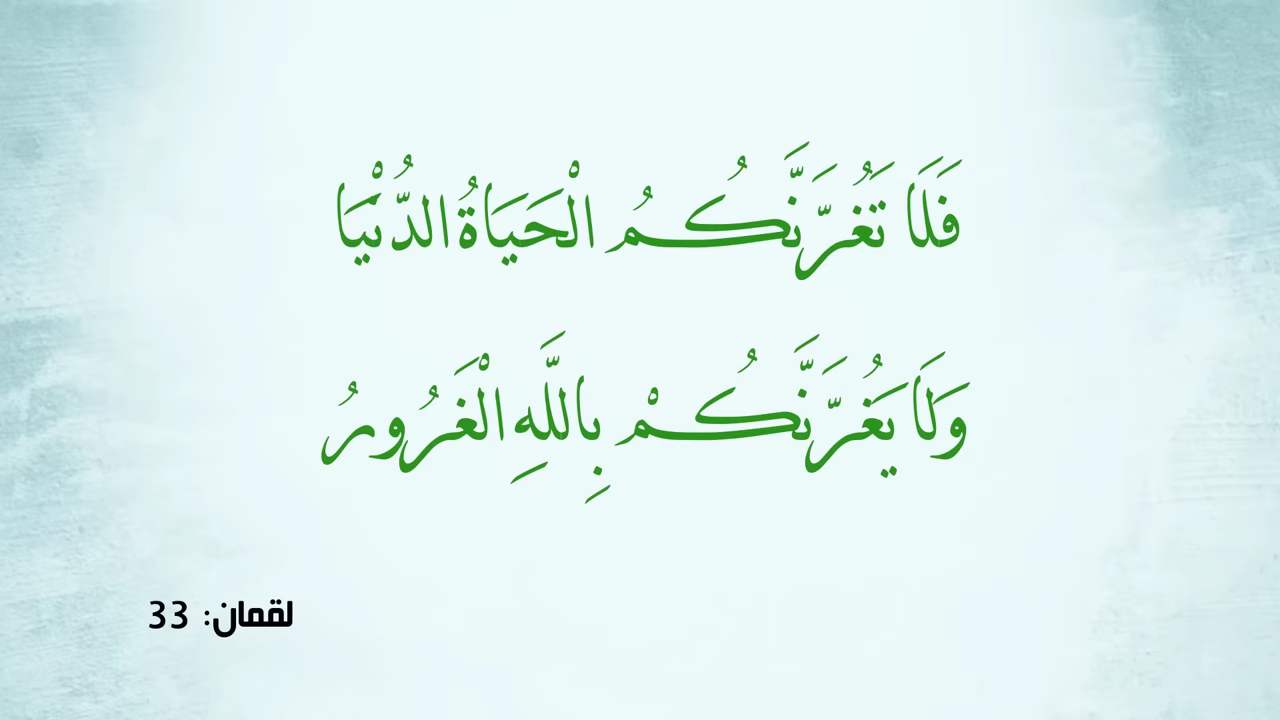 فَلَا تَغُرَّنَّكُمُ الْحَيَاةُ الدُّنْيَا
وَلَا يَغُرَّنَّكُمْ بِاللَّهِ الْغَرُورُ
لقمان: 33